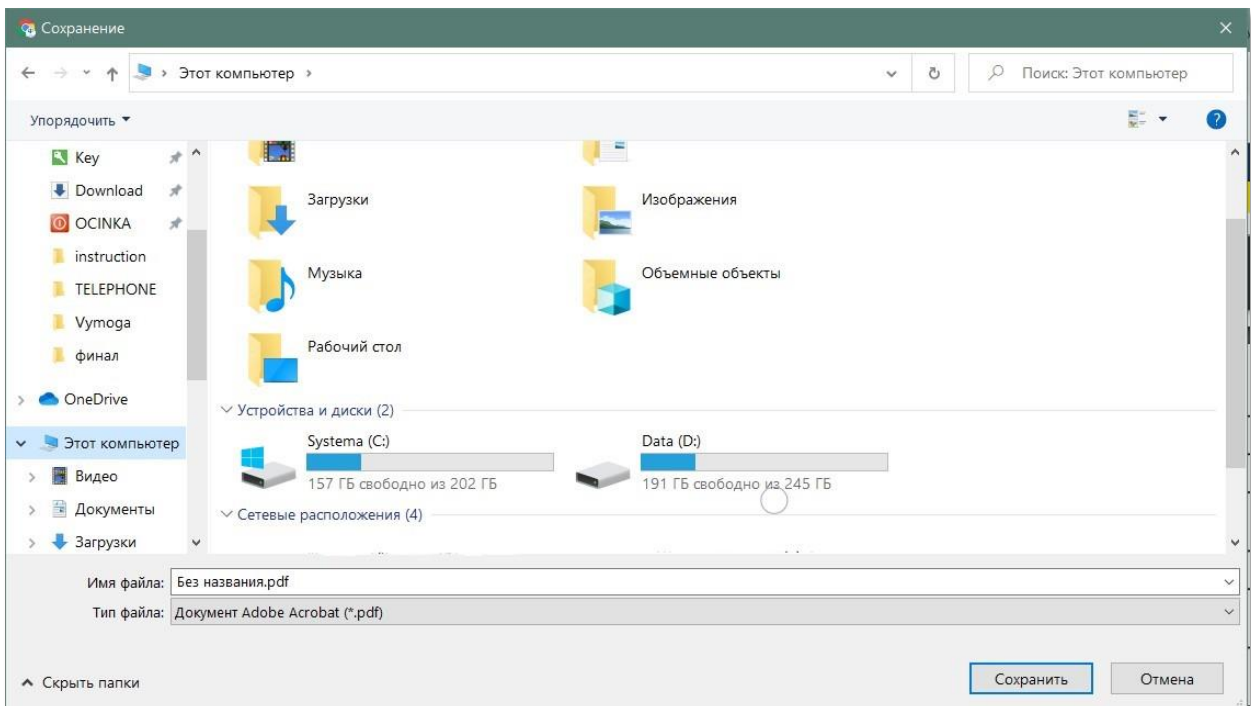 Сохранение
Этот компьютер
Поиск: Этот компьютер
Упорядочить
Key
Download
OCINKA
instruction
TELEPHONE
Vymoga
финал
OneDrive
Этот компьютер
Видео
Документы
Загрузки
Загрузки
Изображения
Музыка
Объемные объекты
Рабочий стол
Устройства и диски (2)
Systema (C:)
157 ГБ свободно из 202 ГБ
Data (D:)
191 ГБ свободно из 245 ГБ
Сетевые расположения (4)
Имя файла: Без названия.pdf
Тип файла: Документ Adobe Acrobat (*.pdf)
Скрыть папки
Сохранить
Отмена